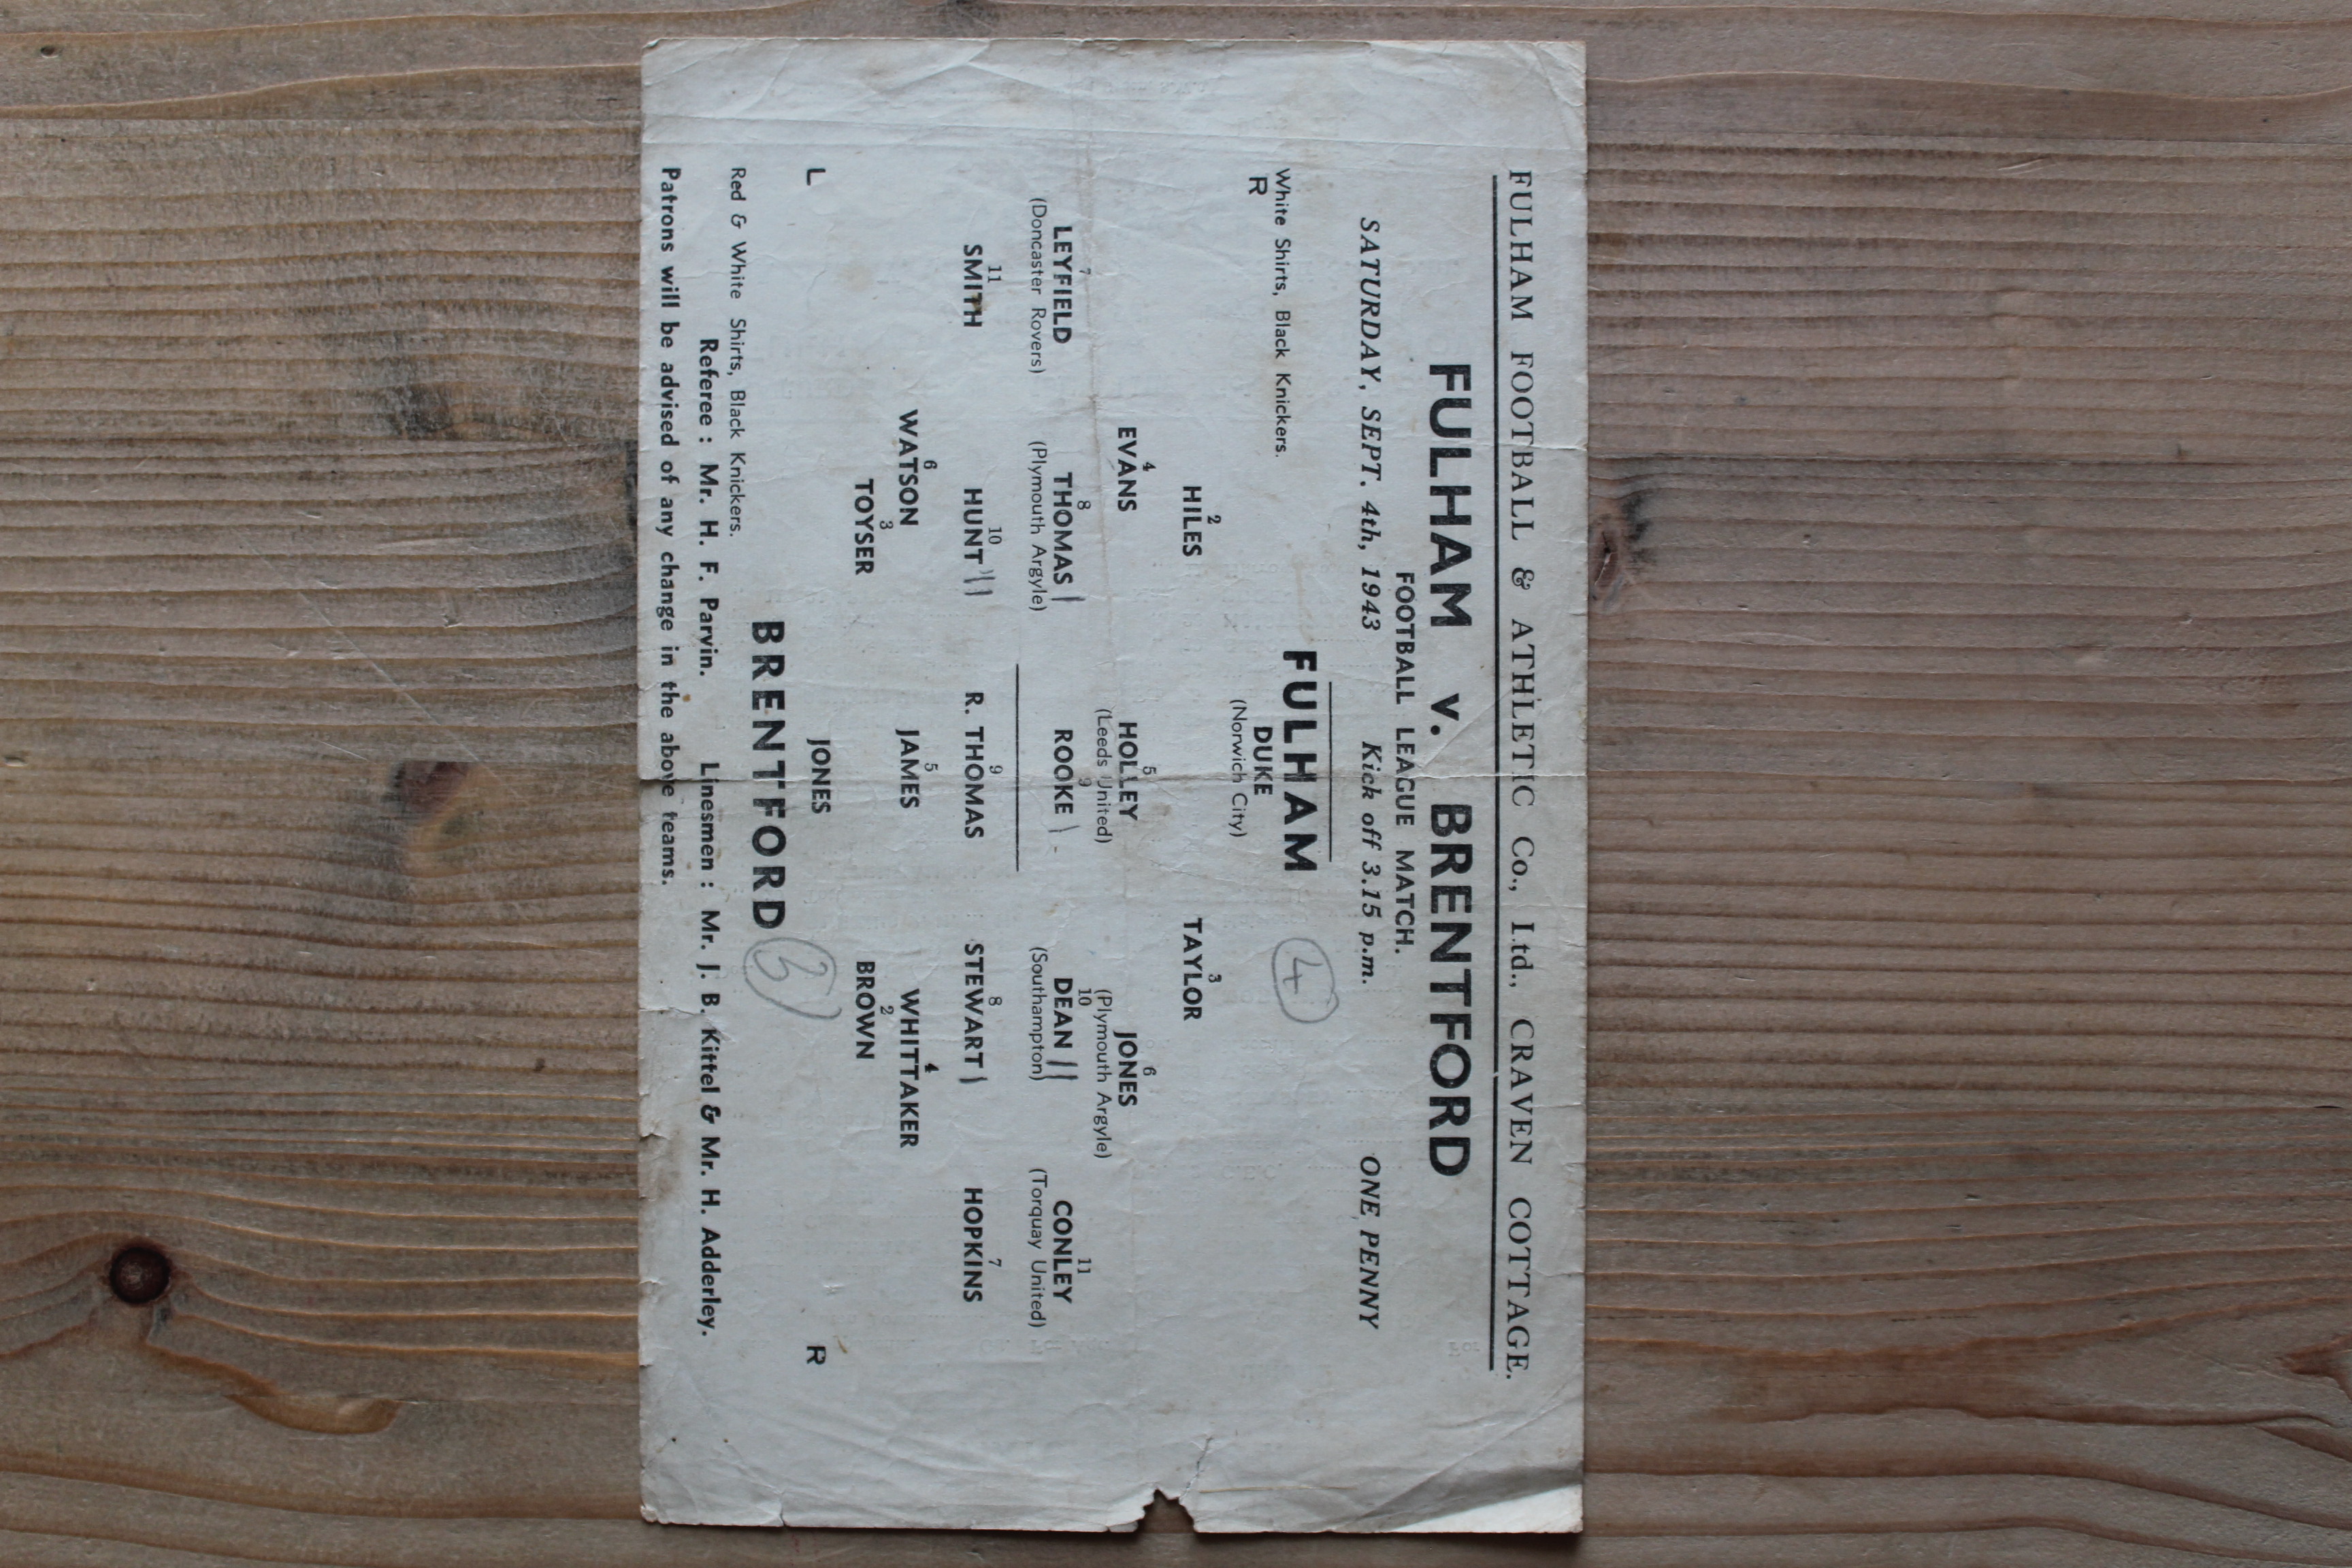 FULHAM FOOTBALL & ATHLETIC Co., Ltd., CRAVEN COTTAGE.
FULHAM v. BRENTFORD
FOOTBALL LEAGUE MATCH.
SATURDAY, SEPT. 4th, 1943 Kick off 3.15 p.m. ONE PENNY
FULHAM 4
White Shirts, Black Knickers.
R DUKE
(Norwich City)
2 3
HILES TAYLOR
4 5 6
EVANS HOLLEY JONES
(Leeds United) (Plymouth Argyle)
7 8 9 10 11
LEYFIELD THOMAS ROOKE DEAN CONLEY
(Doncaster Rovers) (Plymouth Argyle) (Southampton) (Torquay United)
11 10 9 8 7
SMITH HUNT R. THOMAS STEWART HOPKINS
6 5 4
WATSON JAMES WHITTAKER
3 2
TOYSER BROWN
L JONES R
BRENTFORD 3
Red & White Shirts, Black Knickers.
Referee : Mr. H. F. Parvin. Linesmen : Mr. J. B. Kittel & Mr. H. Adderley.
Patrons will be advised of any change in the above teams.